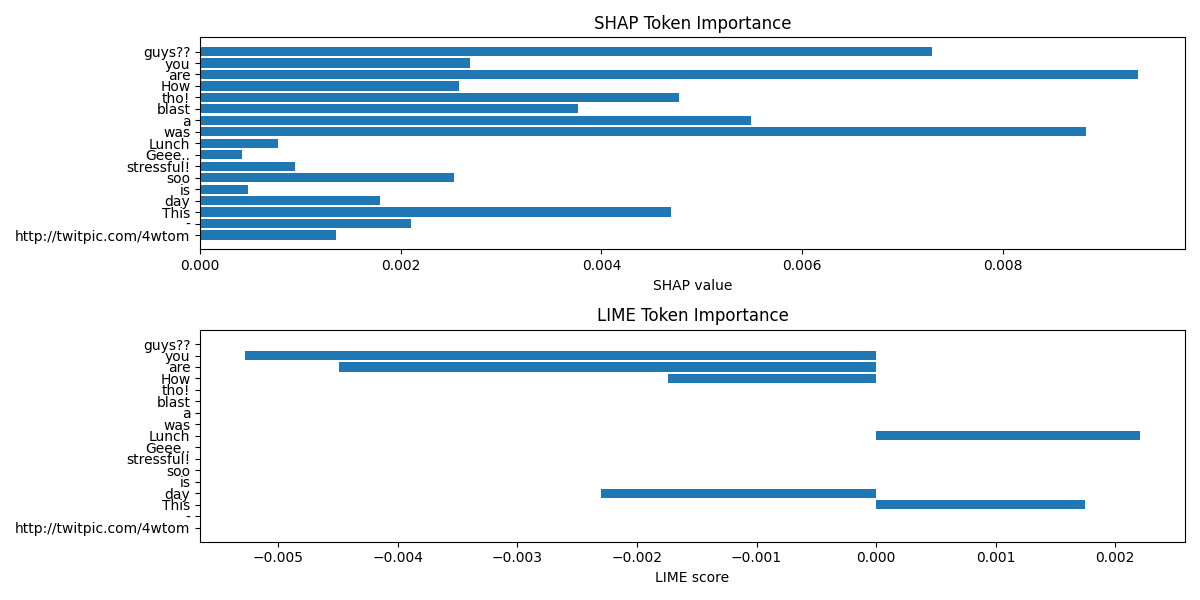 SHAP Token Importance
guys??
you
are
How
tho!
blast
a
was
Lunch
Geee..
stressful!
soo
is
day
This
-
http://twitpic.com/4wtom
0.000 0.002 0.004 0.006 0.008
SHAP value
LIME Token Importance
guys??
you
are
How
tho!
blast
a
was
Lunch
Geee..
stressful!
soo
is
day
This
-
http://twitpic.com/4wtom
−0.005 −0.004 −0.003 −0.002 −0.001 0.000 0.001 0.002
LIME score